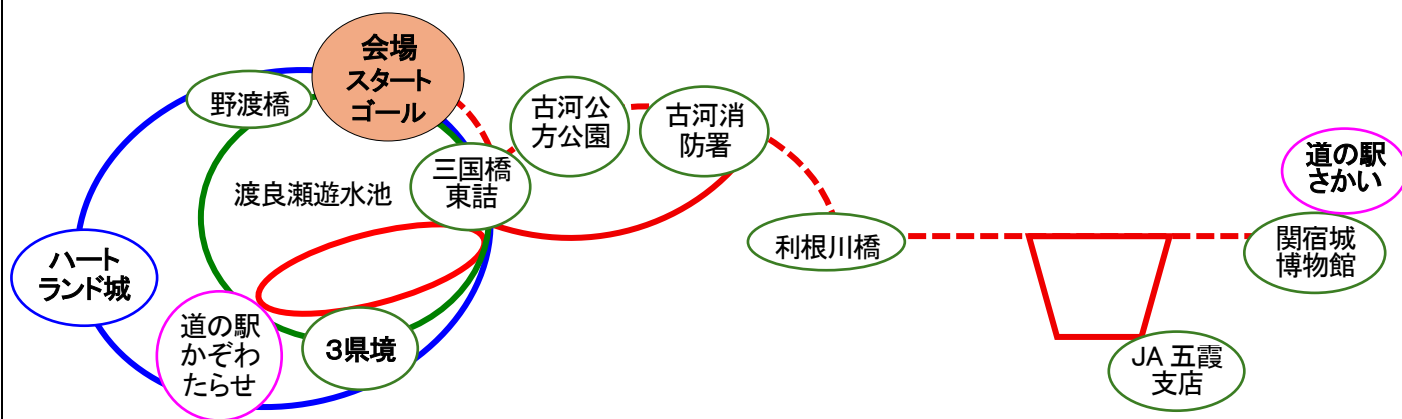 会場
スタート
ゴール
野渡橋
古河公
方公園
古河消
防署
三国橋
東詰
渡良瀬遊水池
道の駅
さかい
利根川橋
関宿城
博物館
ハート
ランド城
道の駅
かぞわ
たらせ
3県境
JA 五霞
支店